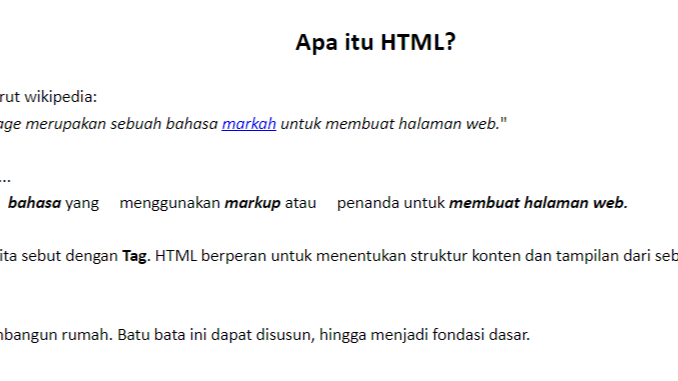 Apa itu HTML?
rut wikipedia:
age merupakan sebuah bahasa markah untuk membuat halaman web."
...
bahasa yang menggunakan markup atau penanda untuk membuat halaman web.
ita sebut dengan Tag. HTML berperan untuk menentukan struktur konten dan tampilan dari seb
nbangun rumah. Batu bata ini dapat disusun, hingga menjadi fondasi dasar.